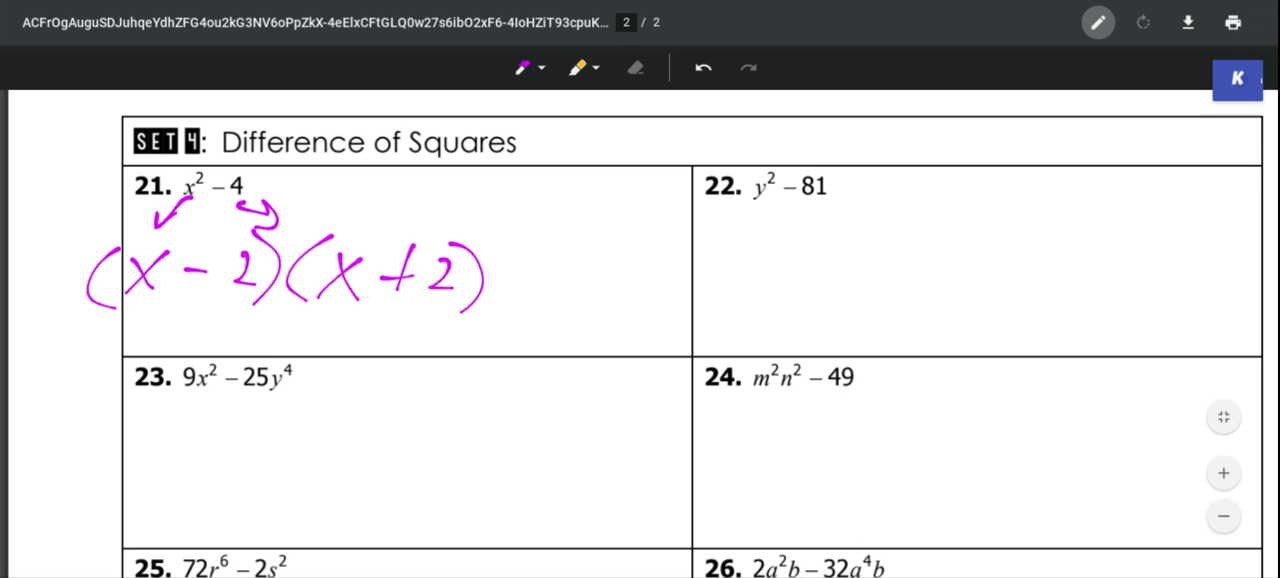 ACFrOgAuguSDJuhqeYdhZFG4ou2kG3NV6oPpZkX-4eElxCFtGLQ0w27s6ibO2xF6-4IoHZiT93cpuK... 2 / 2
K
SET 4: Difference of Squares
21. x² – 4
22. y² – 81
(x - 2)(x + 2)
23. 9x² – 25y⁴
24. m²n² – 49
25. 72r⁶ – 2s²
26. 2a²b – 32a⁴b